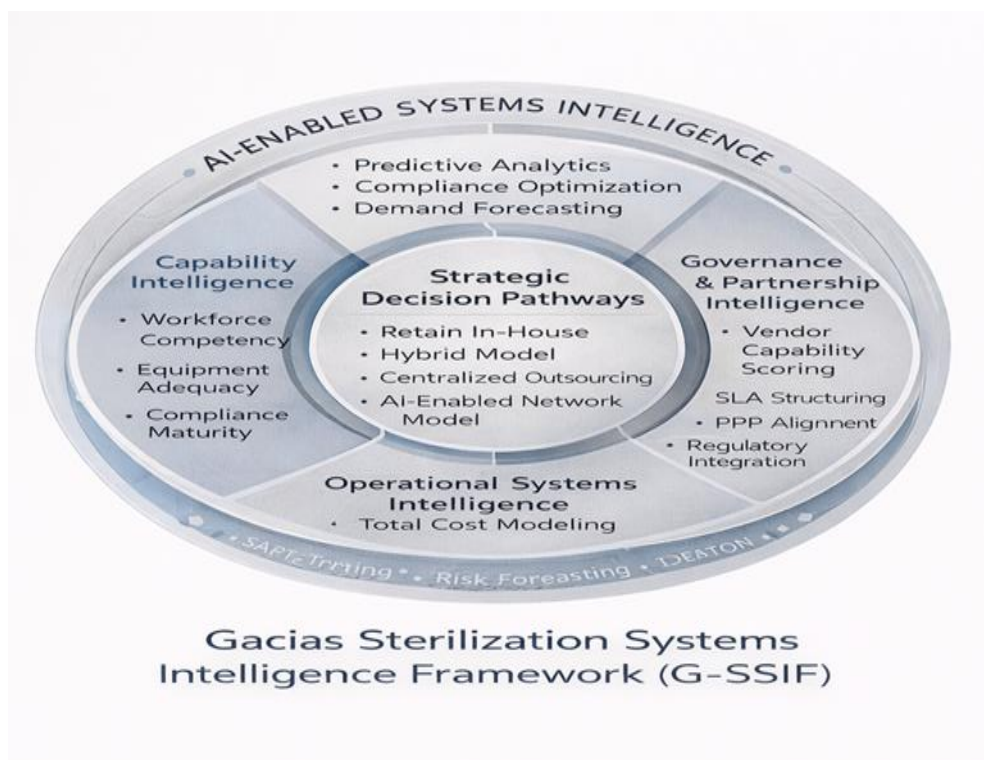 AI-ENABLED SYSTEMS INTELLIGENCE
• Predictive Analytics
• Compliance Optimization
• Demand Forecasting
Capability
Intelligence
• Workforce
Competency
• Equipment
Adequacy
• Compliance
Maturity
Strategic
Decision Pathways
• Retain In-House
• Hybrid Model
• Centralized Outsourcing
• AI-Enabled Network
Model
Governance
& Partnership
Intelligence
• Vendor
Capability
Scoring
SLA Structuring
• PPP Alignment
• Regulatory
Integration
Operational Systems
Intelligence
• Total Cost Modeling
• Risk Foreasting •
Gacias Sterilization Systems
Intelligence Framework (G-SSIF)